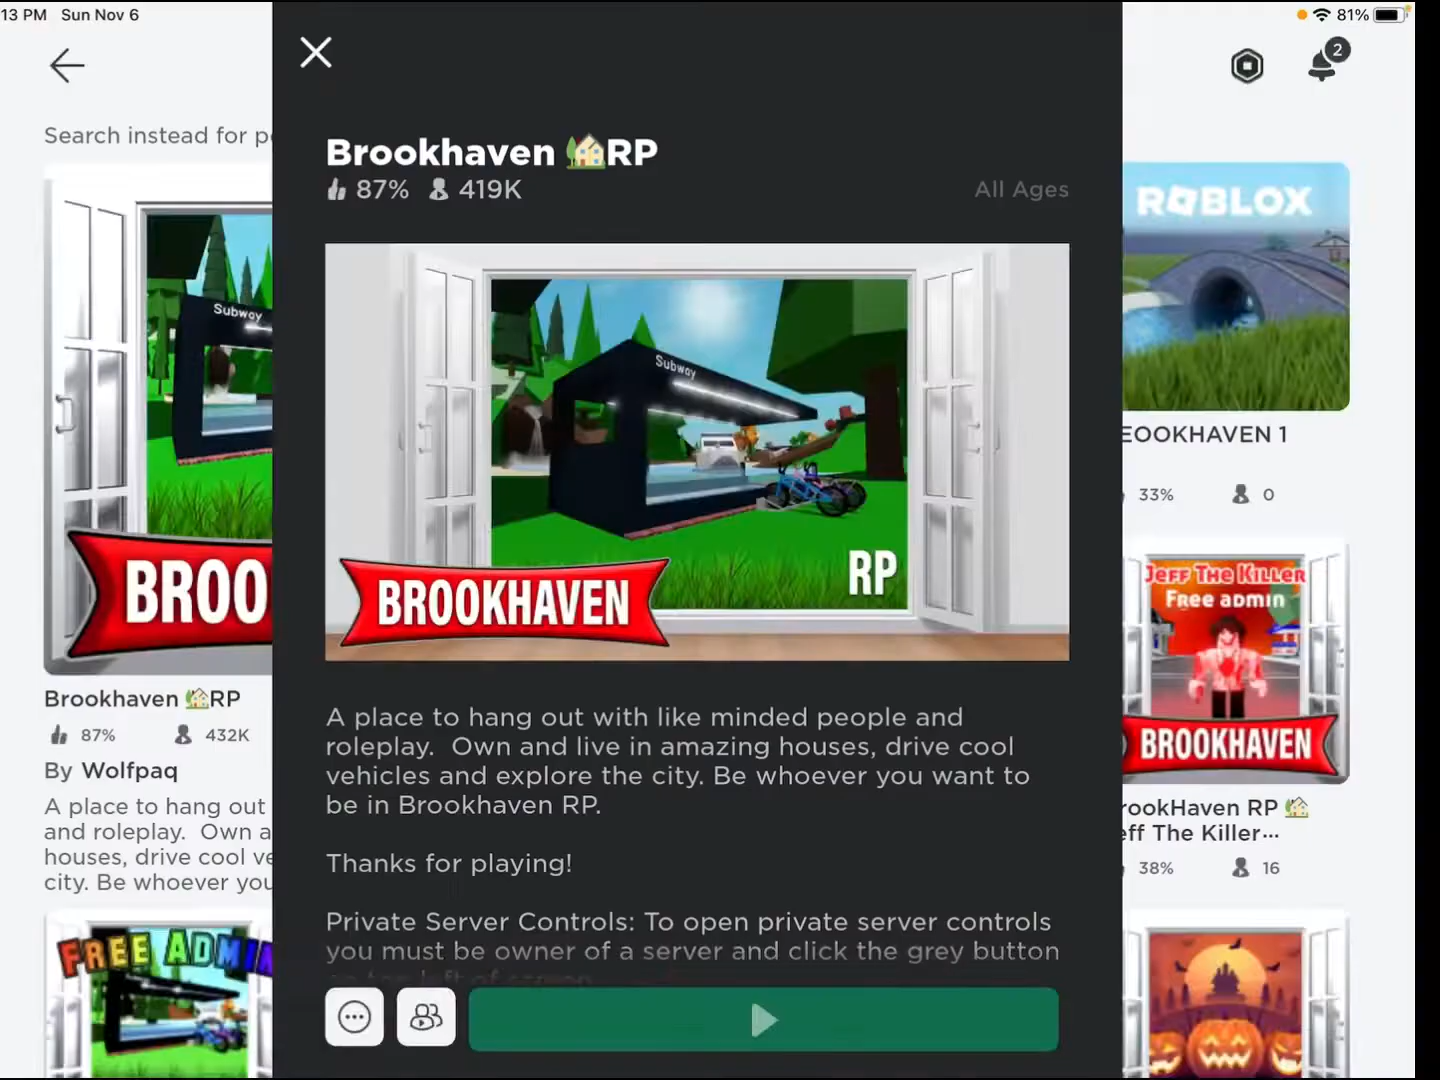 13 PM Sun Nov 6
81%
2
Search instead for
Brookhaven RP
87% 419K
All Ages
Subway
BROOKHAVEN
RP
A place to hang out with like minded people and
roleplay. Own and live in amazing houses, drive cool
vehicles and explore the city. Be whoever you want to
be in Brookhaven RP.
Thanks for playing!
Private Server Controls: To open private server controls
you must be owner of a server and click the grey button
Subway
BROO
Brookhaven RP
87% 432K
By Wolfpaq
A place to hang out
and roleplay. Own a
houses, drive cool ve
city. Be whoever you
FREE ADMI
ROBLOX
EOOKHAVEN 1
33% 0
JEFF THE KILLER
FREE ADMIN
BROOKHAVEN
rookHaven RP
eff The Killer...
38% 16